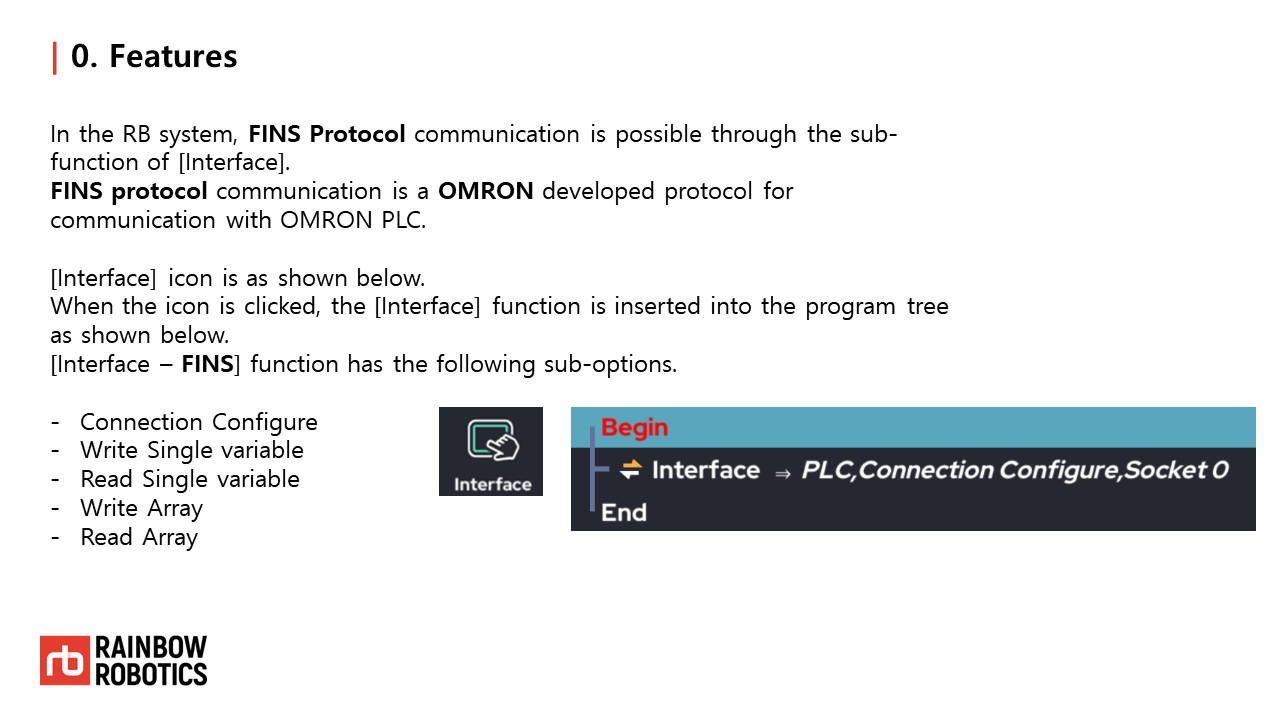 0. Features
In the RB system, FINS Protocol communication is possible through the sub-
function of [Interface].
FINS protocol communication is a OMRON developed protocol for
communication with OMRON PLC.
[Interface] icon is as shown below.
When the icon is clicked, the [Interface] function is inserted into the program tree
as shown below.
[Interface – FINS] function has the following sub-options.
- Connection Configure
- Write Single variable
- Read Single variable
- Write Array
- Read Array
Interface
Begin
Interface ⇒ PLC,Connection Configure,Socket 0
End
rb RAINBOW
ROBOTICS